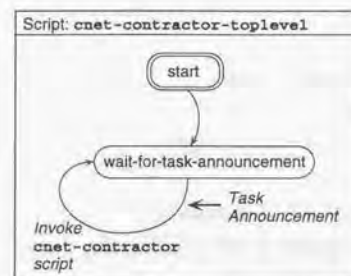 Script: cnet-contractor-toplevel
start
wait-for-task-announcement
Task
Announcement
Invoke
cnet-contractor
script